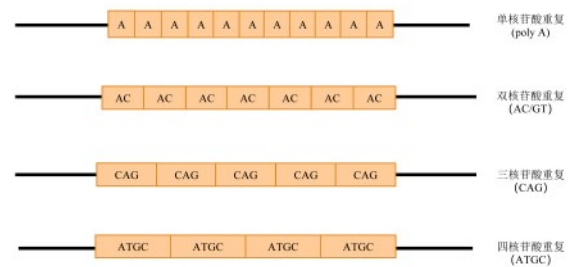 A A A A A A A A A A A
单核苷酸重复
(poly A)
AC AC AC AC AC AC AC
双核苷酸重复
(AC/GT)
CAG CAG CAG CAG CAG
三核苷酸重复
(CAG)
ATGC ATGC ATGC ATGC
四核苷酸重复
(ATGC)